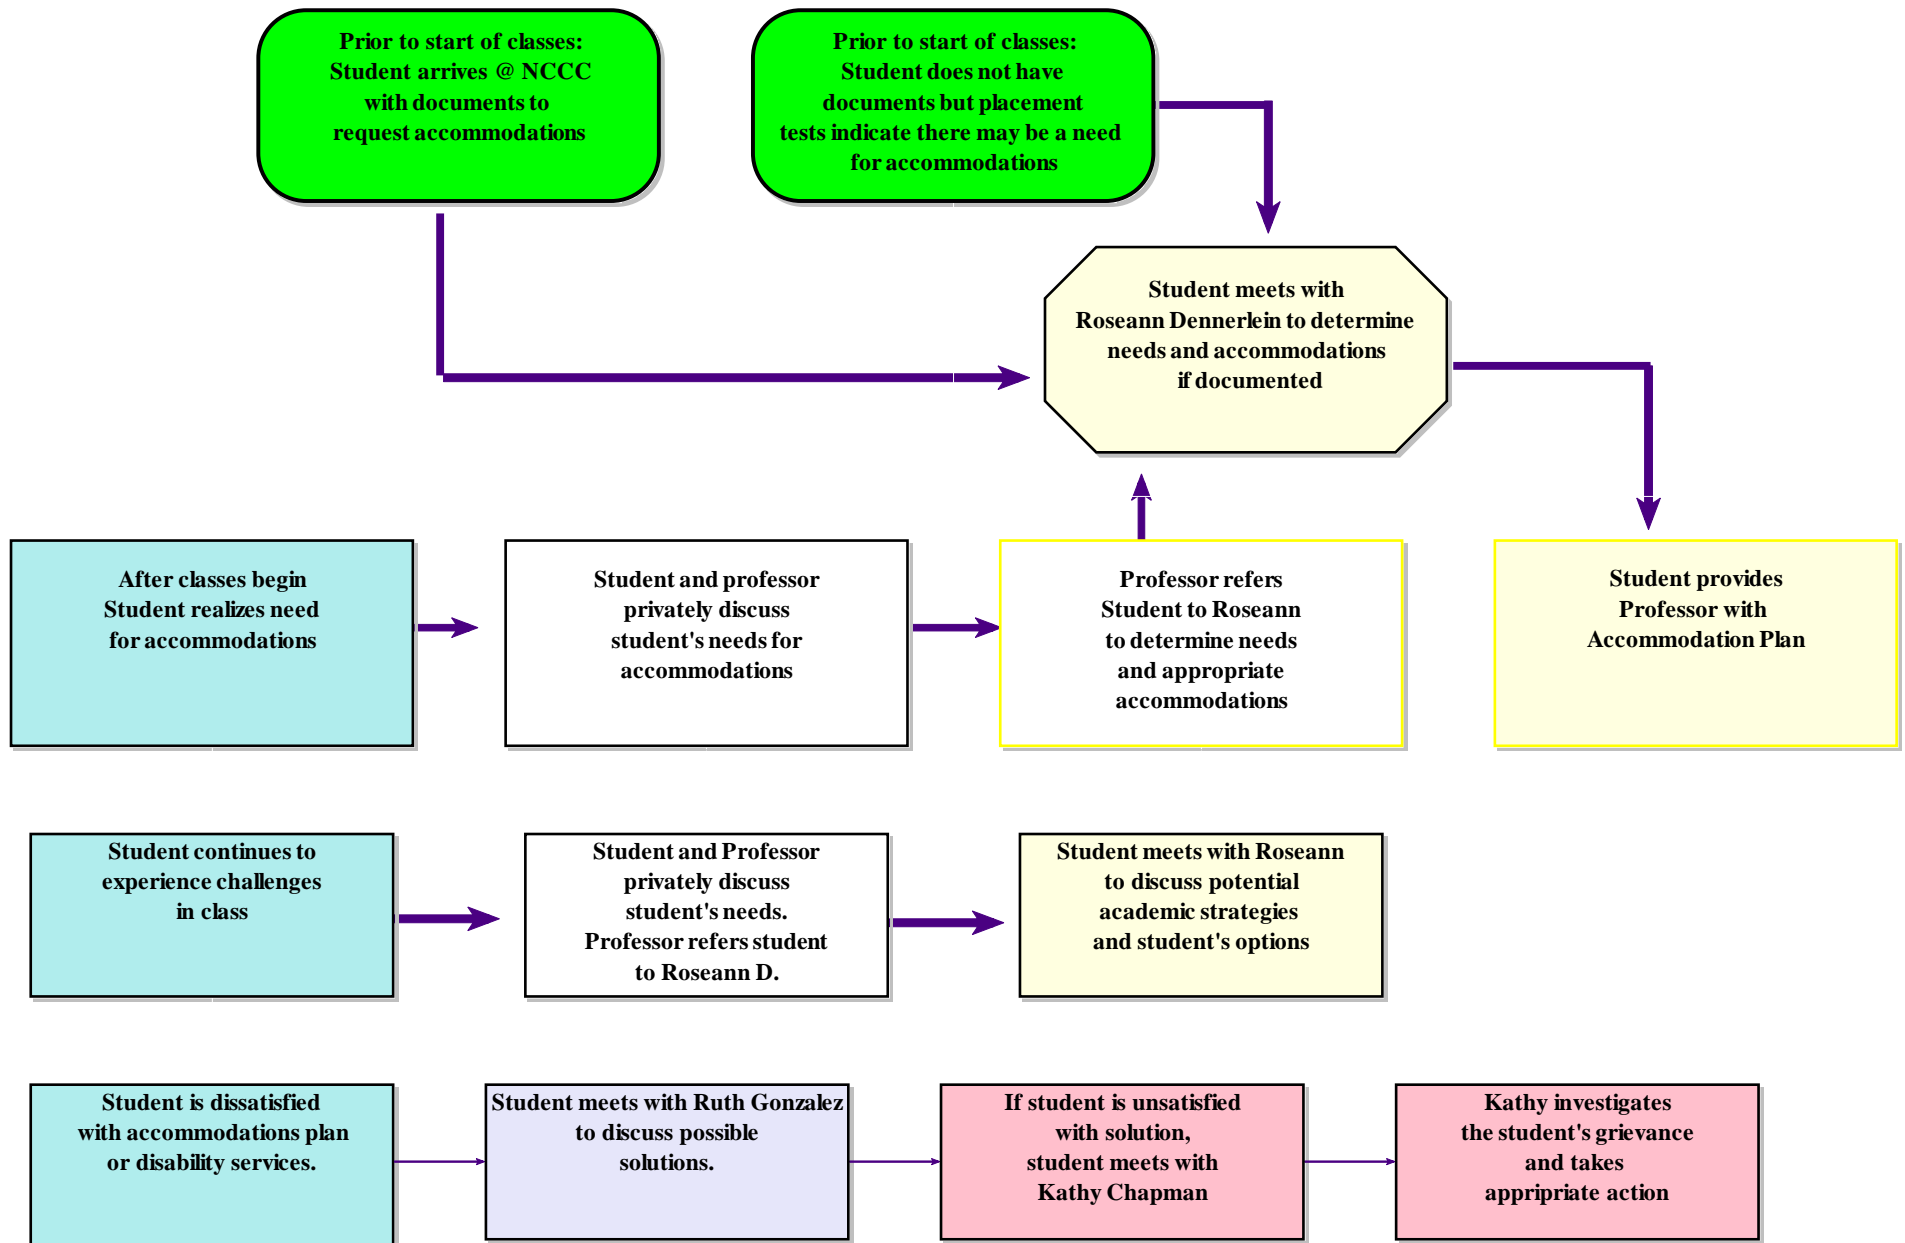 Prior to start of classes:
Student arrives @ NCCC
with documents to
request accommodations
Prior to start of classes:
Student does not have
documents but placement
tests indicate there may be a need
for accommodations
Student meets with
Roseann Dennerlein to determine
needs and accommodations
if documented
After classes begin
Student realizes need
for accommodations
Student and professor
privately discuss
student's needs for
accommodations
Professor refers
Student to Roseann
to determine needs
and appropriate
accommodations
Student provides
Professor with
Accommodation Plan
Student continues to
experience challenges
in class
Student and Professor
privately discuss
student's needs.
Professor refers student
to Roseann D.
Student meets with Roseann
to discuss potential
academic strategies
and student's options
Student is dissatisfied
with accommodations plan
or disability services.
Student meets with Ruth Gonzalez
to discuss possible
solutions.
If student is unsatisfied
with solution,
student meets with
Kathy Chapman
Kathy investigates
the student's grievance
and takes
appripriate action